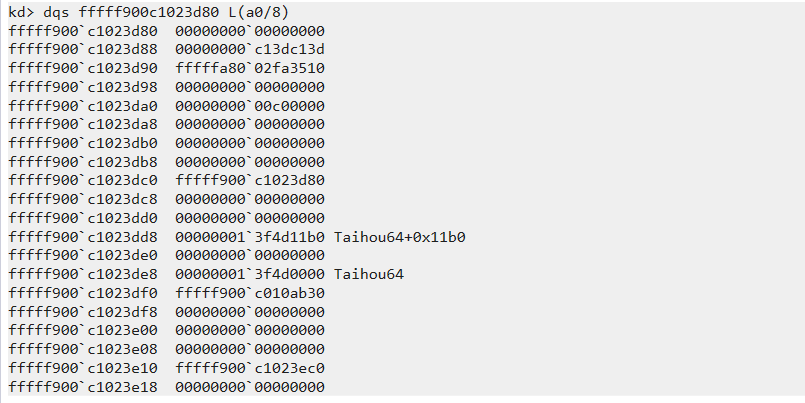 kd> dqs fffff900c1023d80 L(a0/8)
fffff900`c1023d80  00000000`00000000
fffff900`c1023d88  00000000`c13dc13d
fffff900`c1023d90  fffffa80`02fa3510
fffff900`c1023d98  00000000`00000000
fffff900`c1023da0  00000000`00c00000
fffff900`c1023da8  00000000`00000000
fffff900`c1023db0  00000000`00000000
fffff900`c1023db8  00000000`00000000
fffff900`c1023dc0  fffff900`c1023d80
fffff900`c1023dc8  00000000`00000000
fffff900`c1023dd0  00000000`00000000
fffff900`c1023dd8  00000001`3f4d11b0 Taihou64+0x11b0
fffff900`c1023de0  00000000`00000000
fffff900`c1023de8  00000001`3f4d0000 Taihou64
fffff900`c1023df0  fffff900`c010ab30
fffff900`c1023df8  00000000`00000000
fffff900`c1023e00  00000000`00000000
fffff900`c1023e08  00000000`00000000
fffff900`c1023e10  fffff900`c1023ec0
fffff900`c1023e18  00000000`00000000